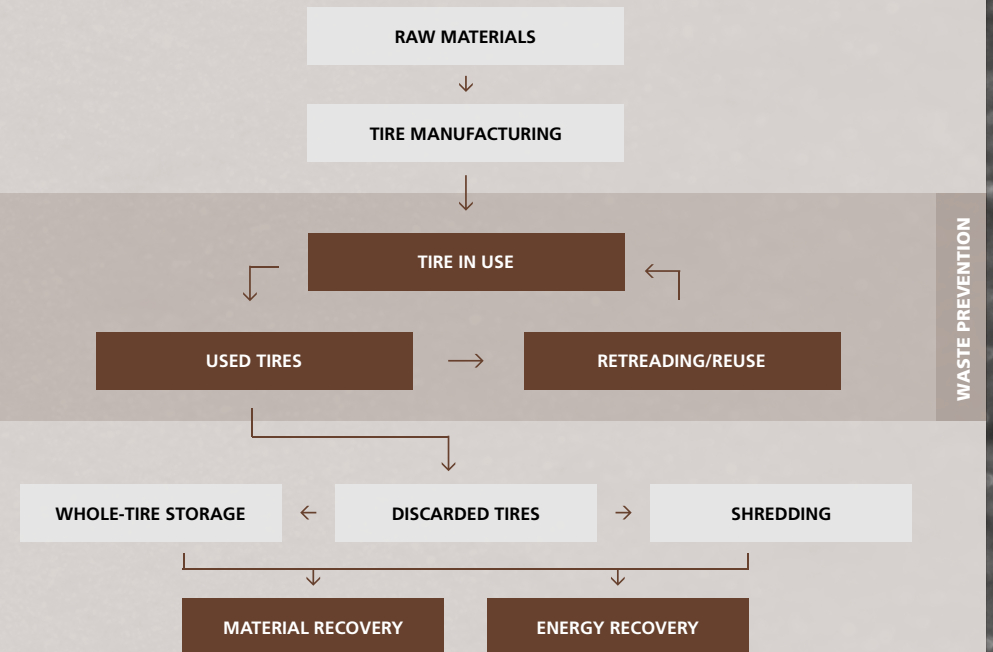 RAW MATERIALS
TIRE MANUFACTURING
TIRE IN USE
USED TIRES
RETREADING/REUSE
WASTE PREVENTION
WHOLE-TIRE STORAGE
DISCARDED TIRES
SHREDDING
MATERIAL RECOVERY
ENERGY RECOVERY